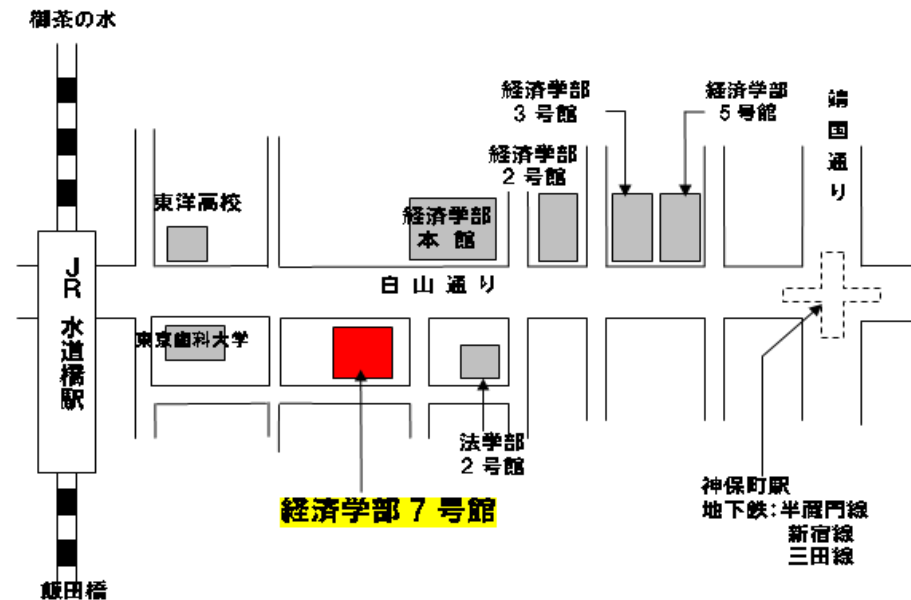 御茶の水
経済学部
3 号館
経済学部
5 号館
靖国通り
経済学部
2 号館
東洋高校
経済学部
本 館
JR 水道橋駅
白 山 通 り
東京歯科大学
法学部
2 号館
経済学部 7 号館
神保町駅
地下鉄:半蔵門線
新宿線
三田線
飯田橋